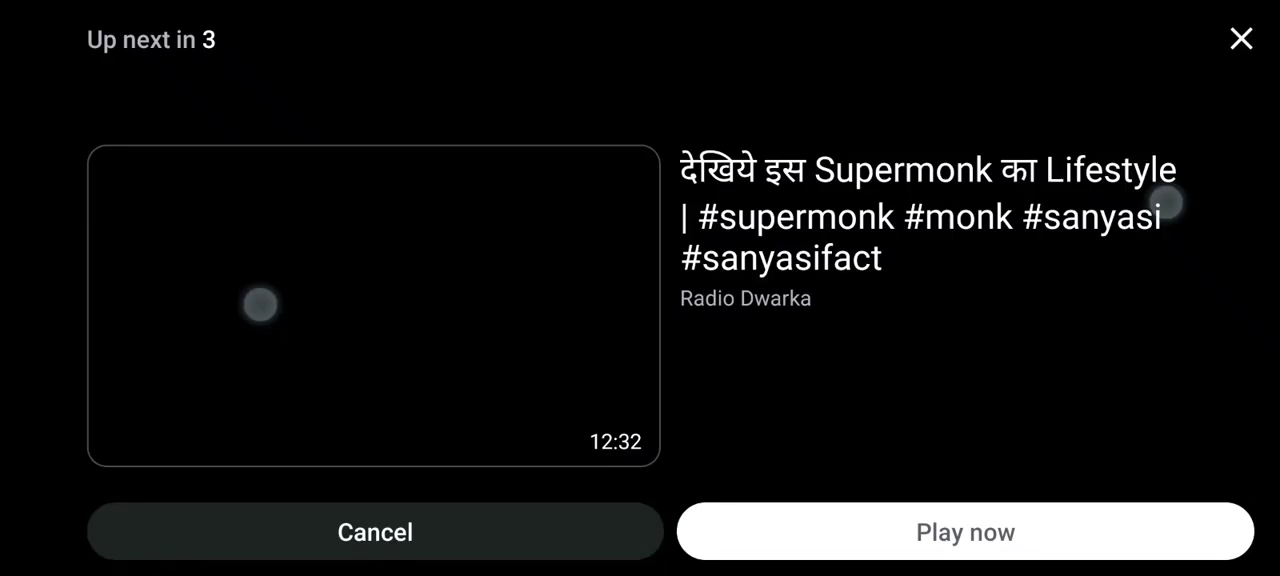 Up next in 3
देखिये इस Supermonk का Lifestyle
| #supermonk #monk #sanyasi
#sanyasifact
Radio Dwarka
12:32
Cancel
Play now